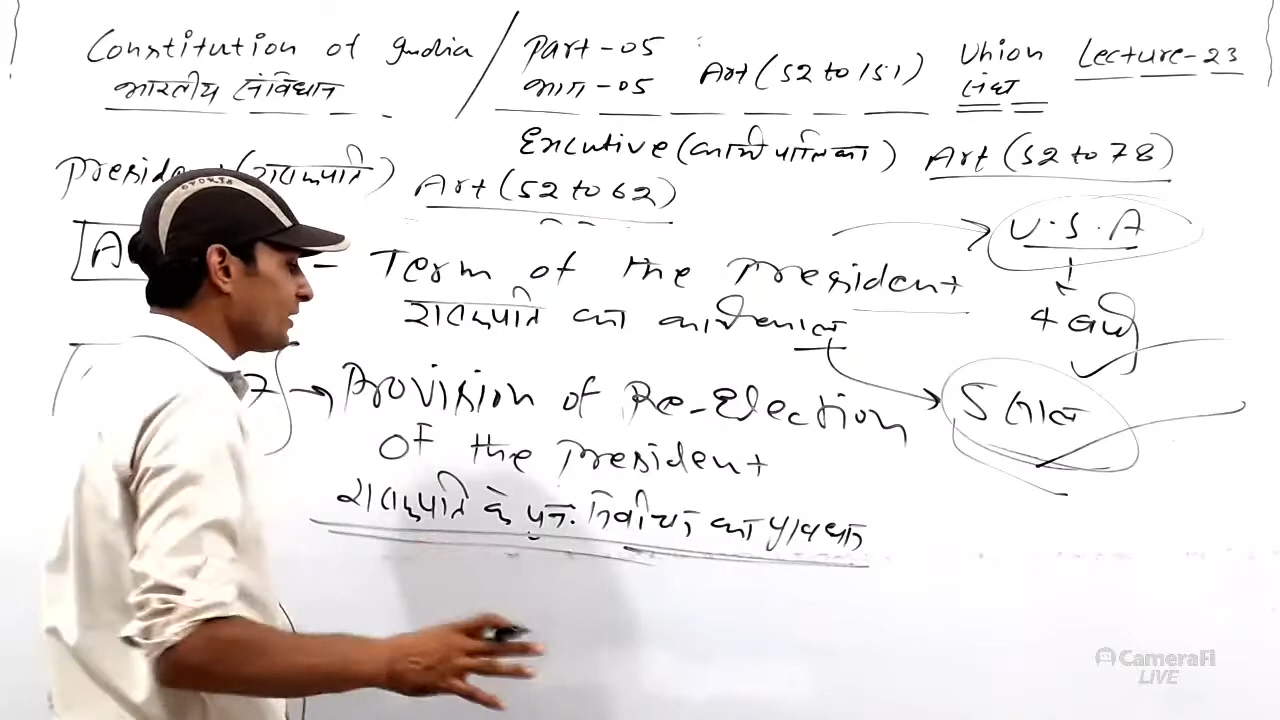 Constitution of India / Part-05 Art (52 to 151) Union Lecture-23
भारतीय संविधान भाग-05 संघ
Executive (कार्यपालिका) Art (52 to 78)
President (राष्ट्रपति) Art (52 to 62)
A - Term of the President U.S.A
राष्ट्रपति का कार्यकाल 4 वर्ष
7 → Provision of Re-Election 5 साल
OF the President
राष्ट्रपति के पुनः निर्वाचन का प्रावधान
SPORTS
CameraFi
LIVE